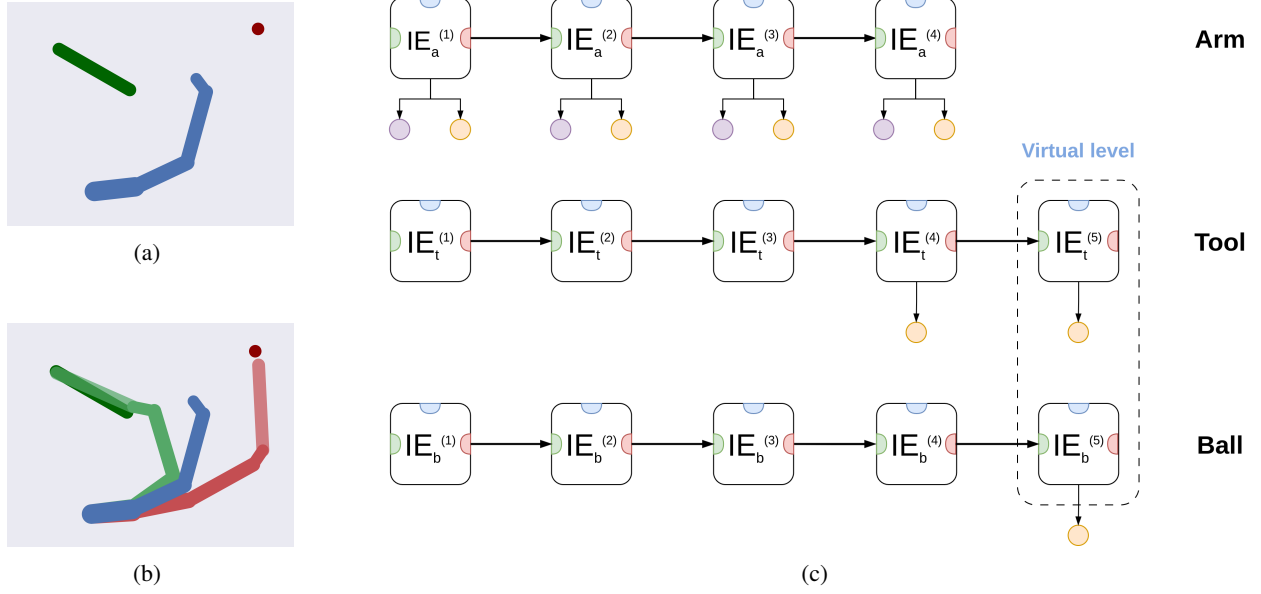 IEa(1) IEa(2) IEa(3) IEa(4) Arm
(a)
Virtual level
IEt(1) IEt(2) IEt(3) IEt(4) IEt(5) Tool
IEb(1) IEb(2) IEb(3) IEb(4) IEb(5) Ball
(b)
(c)